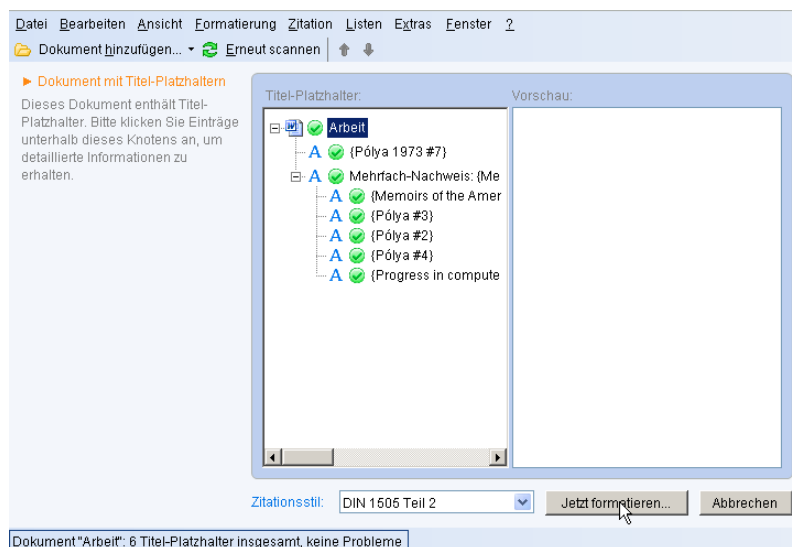 Datei Bearbeiten Ansicht Formatierung Zitation Listen Extras Fenster ?
Dokument hinzufügen... Erneut scannen
Dokument mit Titel-Platzhaltern
Dieses Dokument enthält Titel-
Platzhalter. Bitte klicken Sie Einträge
unterhalb dieses Knotens an, um
detaillierte Informationen zu
erhalten.
Titel-Platzhalter:
Arbeit
{Pólya 1973 #7}
Mehrfach-Nachweis: {Me
{Memoirs of the Amer
{Pólya #3}
{Pólya #2}
{Pólya #4}
{Progress in compute
Vorschau:
Zitationsstil: DIN 1505 Teil 2 Jetzt formatieren... Abbrechen
Dokument "Arbeit": 6 Titel-Platzhalter insgesamt, keine Probleme